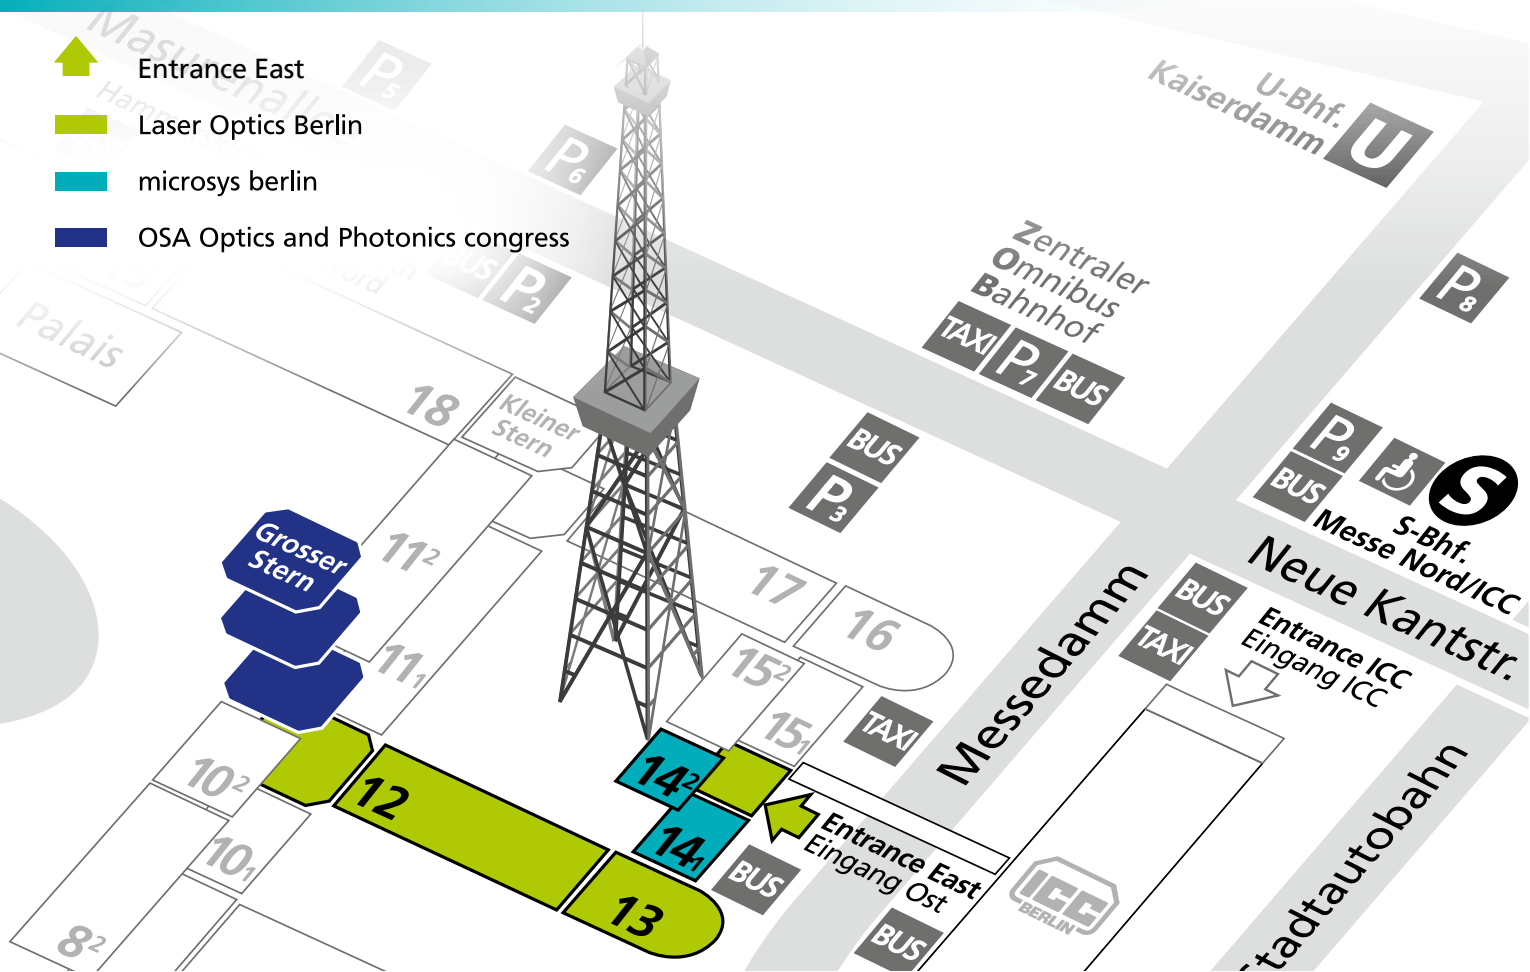 Masurenallee
P5
Entrance East
Laser Optics Berlin
microsys berlin
OSA Optics and Photonics congress
P6
U-Bhf.
Kaiserdamm
U
Nord
BUS
P2
Palais
Zentraler
Omnibus
Bahnhof
TAXI
P7
BUS
P8
18
Kleiner
Stern
BUS
P3
P9
BUS
S
S-Bhf.
Messe Nord/ICC
Neue Kantstr.
Grosser
Stern
11²
11₁
17
16
15²
15₁
TAXI
Messedamm
BUS
TAXI
Entrance ICC
Eingang ICC
10²
10₁
12
14²
14₁
13
Entrance East
Eingang Ost
BUS
BUS
ICC
BERLIN
Stadtautobahn
8²